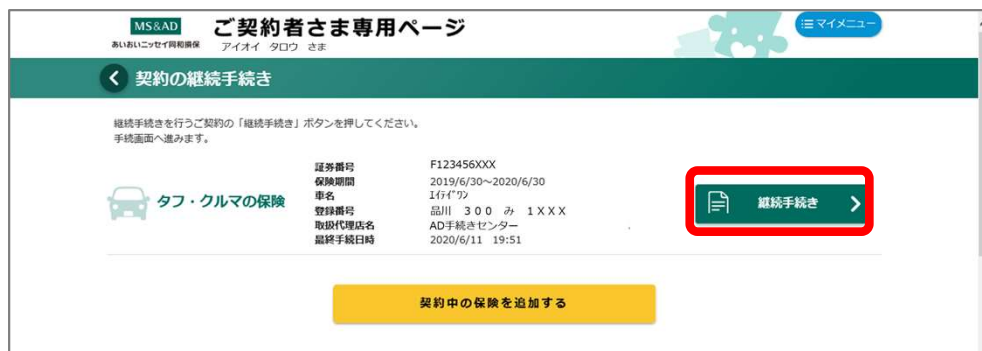 MS&AD
あいおいニッセイ同和損保
ご契約者さま専用ページ
アイオイ タロウ さま
マイメニュー
契約の継続手続き
継続手続きを行うご契約の「継続手続き」ボタンを押してください。
手続画面へ進みます。
タフ・クルマの保険
証券番号 F123456XXX
保険期間 2019/6/30~2020/6/30
車名
登録番号 品川 300 み 1XXX
取扱代理店名 AD手続きセンター
最終手続日時 2020/6/11 19:51
継続手続き
契約中の保険を追加する